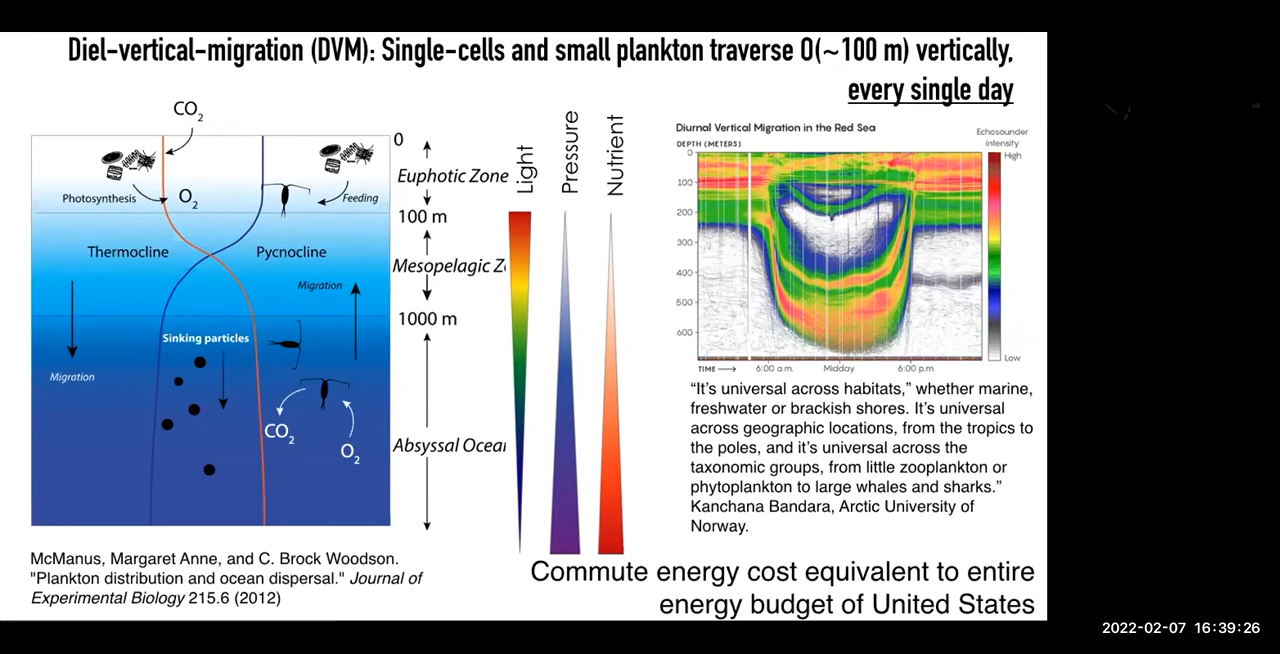 Diel-vertical-migration (DVM): Single-cells and small plankton traverse O(~100 m) vertically,
every single day
CO2
Photosynthesis
O2
Feeding
Thermocline
Pycnocline
Migration
Sinking particles
Migration
CO2
O2
0
Euphotic Zone
100 m
Mesopelagic Z
1000 m
Abyssal Ocear
Light
Pressure
Nutrient
Diurnal Vertical Migration in the Red Sea
DEPTH (METERS)
Echosounder
intensity
High
Low
0
100
200
300
400
500
600
TIME
6:00 a.m.
Midday
6:00 p.m.
“It’s universal across habitats,” whether marine,
freshwater or brackish shores. It’s universal
across geographic locations, from the tropics to
the poles, and it’s universal across the
taxonomic groups, from little zooplankton or
phytoplankton to large whales and sharks.”
Kanchana Bandara, Arctic University of
Norway.
McManus, Margaret Anne, and C. Brock Woodson.
"Plankton distribution and ocean dispersal." Journal of
Experimental Biology 215.6 (2012)
Commute energy cost equivalent to entire
energy budget of United States
2022-02-07 16:39:26